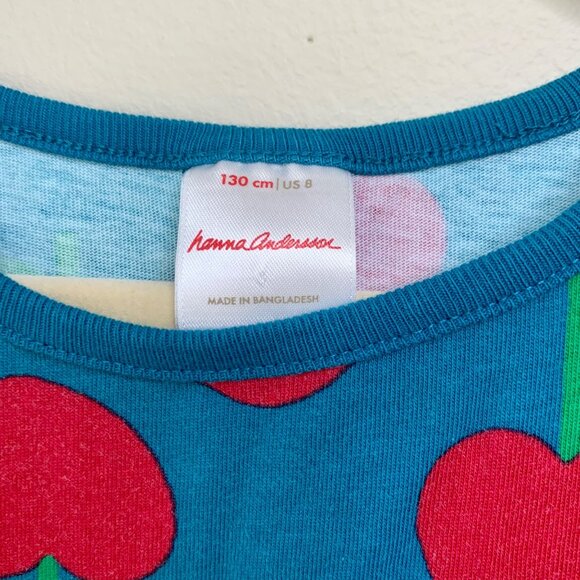 130 cm | US 8
hanna andersson
MADE IN BANGLADESH